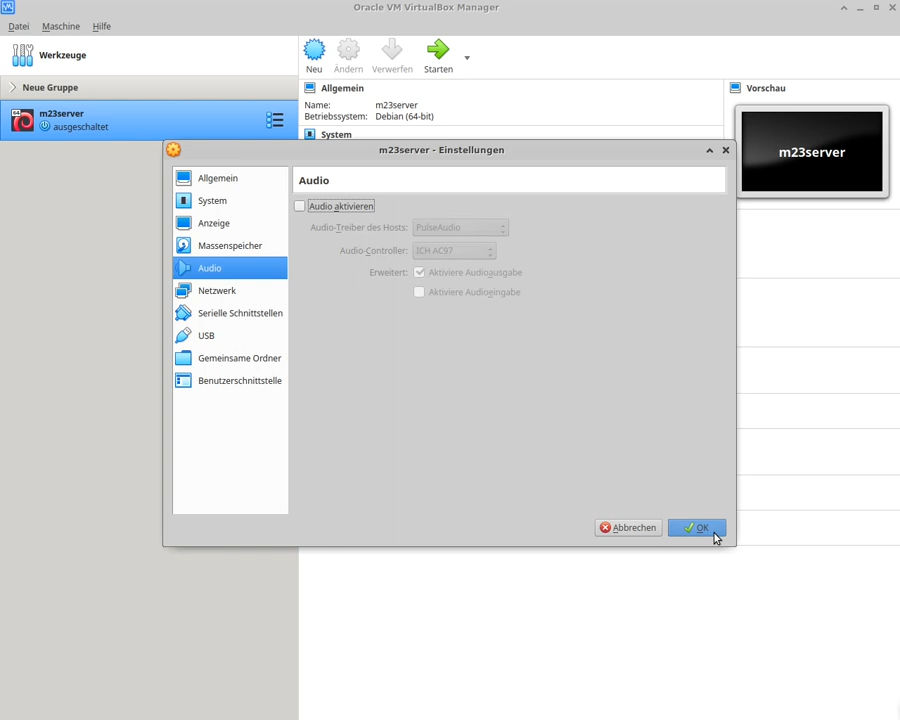 Oracle VM VirtualBox Manager
Datei Maschine Hilfe
Werkzeuge
Neu Ändern Verwerfen Starten
Neue Gruppe
Allgemein
Vorschau
Name: m23server
Betriebssystem: Debian (64-bit)
64
m23server
ausgeschaltet
System
m23server
m23server - Einstellungen
Allgemein
System
Anzeige
Massenspeicher
Audio
Netzwerk
Serielle Schnittstellen
USB
Gemeinsame Ordner
Benutzerschnittstelle
Audio
Audio aktivieren
Audio-Treiber des Hosts: PulseAudio
Audio-Controller: ICH AC97
Erweitert: Aktiviere Audioausgabe
Aktiviere Audioeingabe
Abbrechen OK